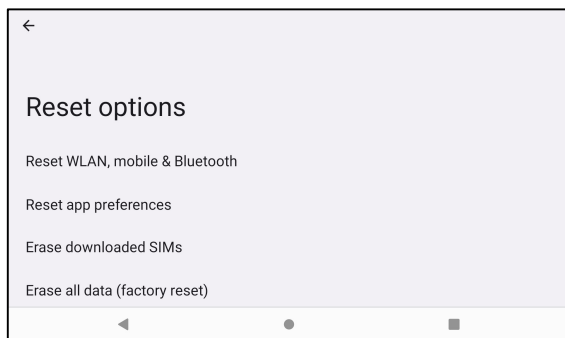 Reset options
Reset WLAN, mobile & Bluetooth
Reset app preferences
Erase downloaded SIMs
Erase all data (factory reset)